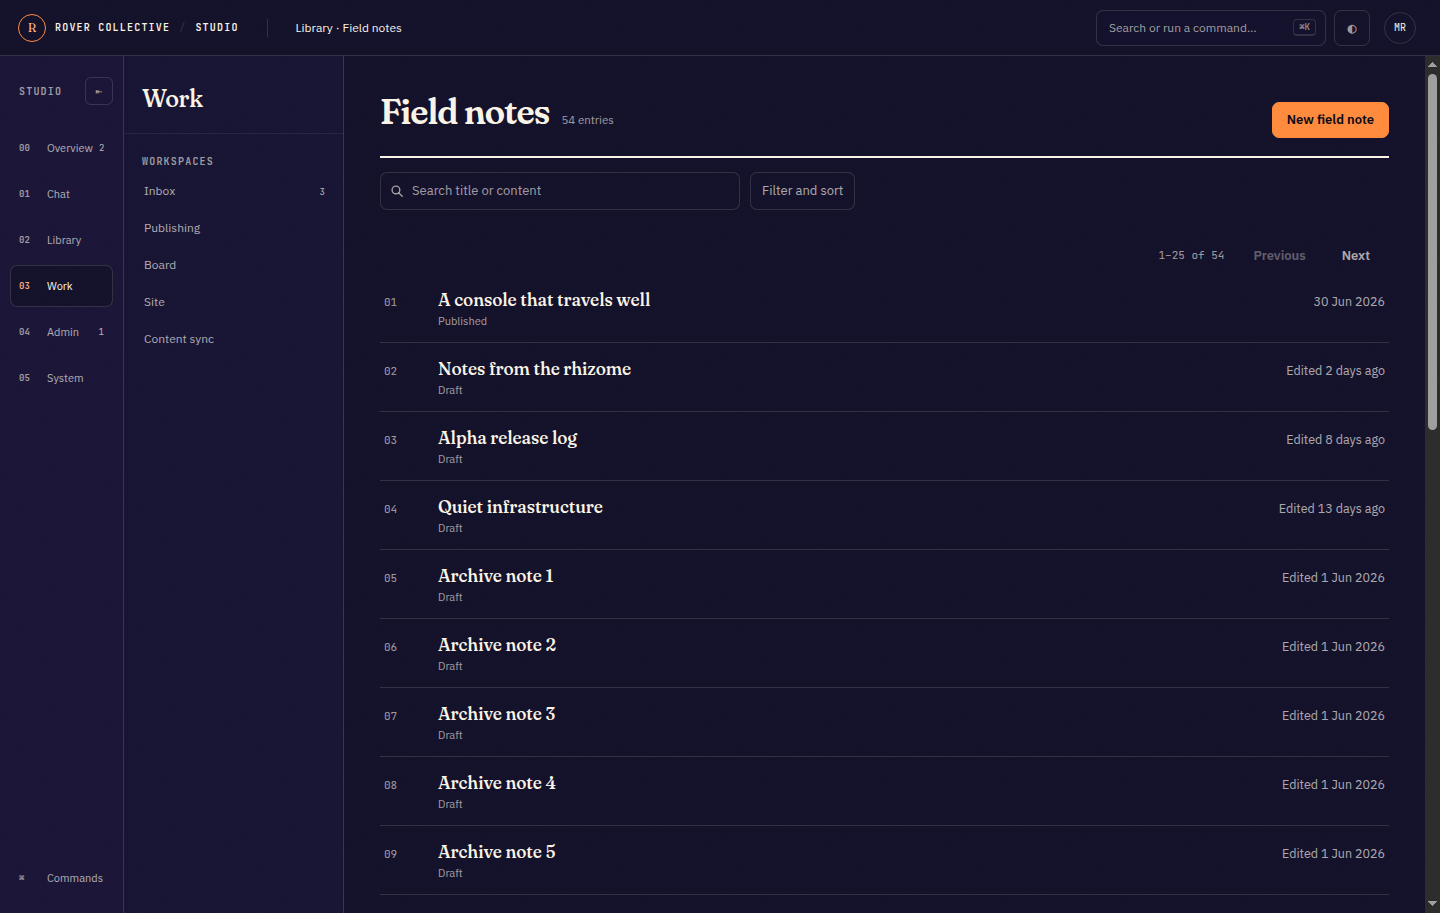 R ROVER COLLECTIVE / STUDIO Library · Field notes Search or run a command... ⌘K ◐ MR
STUDIO ⇤
00 Overview 2
01 Chat
02 Library
03 Work
04 Admin 1
05 System
⌘ Commands
Work
WORKSPACES
Inbox 3
Publishing
Board
Site
Content sync
Field notes 54 entries New field note
Search title or content Filter and sort
1–25 of 54 Previous Next
01 A console that travels well 30 Jun 2026
Published
02 Notes from the rhizome Edited 2 days ago
Draft
03 Alpha release log Edited 8 days ago
Draft
04 Quiet infrastructure Edited 13 days ago
Draft
05 Archive note 1 Edited 1 Jun 2026
Draft
06 Archive note 2 Edited 1 Jun 2026
Draft
07 Archive note 3 Edited 1 Jun 2026
Draft
08 Archive note 4 Edited 1 Jun 2026
Draft
09 Archive note 5 Edited 1 Jun 2026
Draft